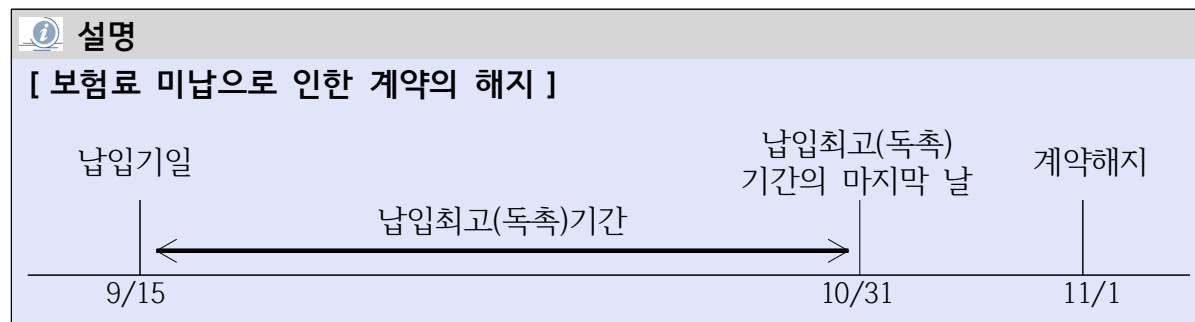 설명
[ 보험료 미납으로 인한 계약의 해지 ]
납입기일
납입최고(독촉)
기간의 마지막 날
계약해지
납입최고(독촉)기간
9/15
10/31
11/1